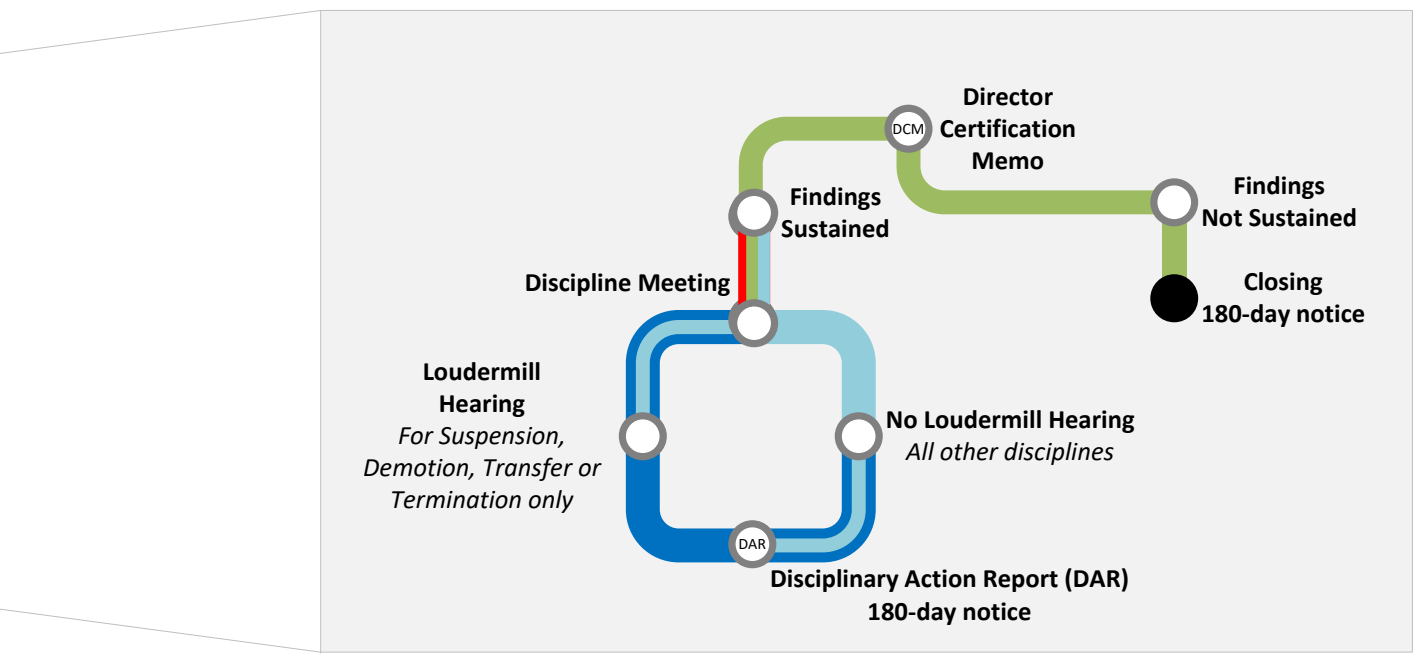 Director
Certification
Memo
DCM
Findings
Sustained
Findings
Not Sustained
Discipline Meeting
Closing
180-day notice
Loudermill
Hearing
For Suspension,
Demotion, Transfer or
Termination only
No Loudermill Hearing
All other disciplines
DAR
Disciplinary Action Report (DAR)
180-day notice